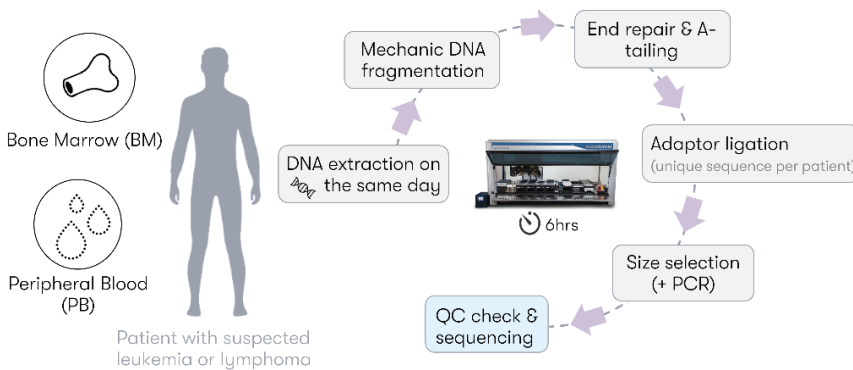 Bone Marrow (BM)
Peripheral Blood
(PB)
Patient with suspected
leukemia or lymphoma
DNA extraction on
the same day
Mechanic DNA
fragmentation
End repair & A-
tailing
Adaptor ligation
(unique sequence per patient)
Size selection
(+ PCR)
QC check &
sequencing
6hrs